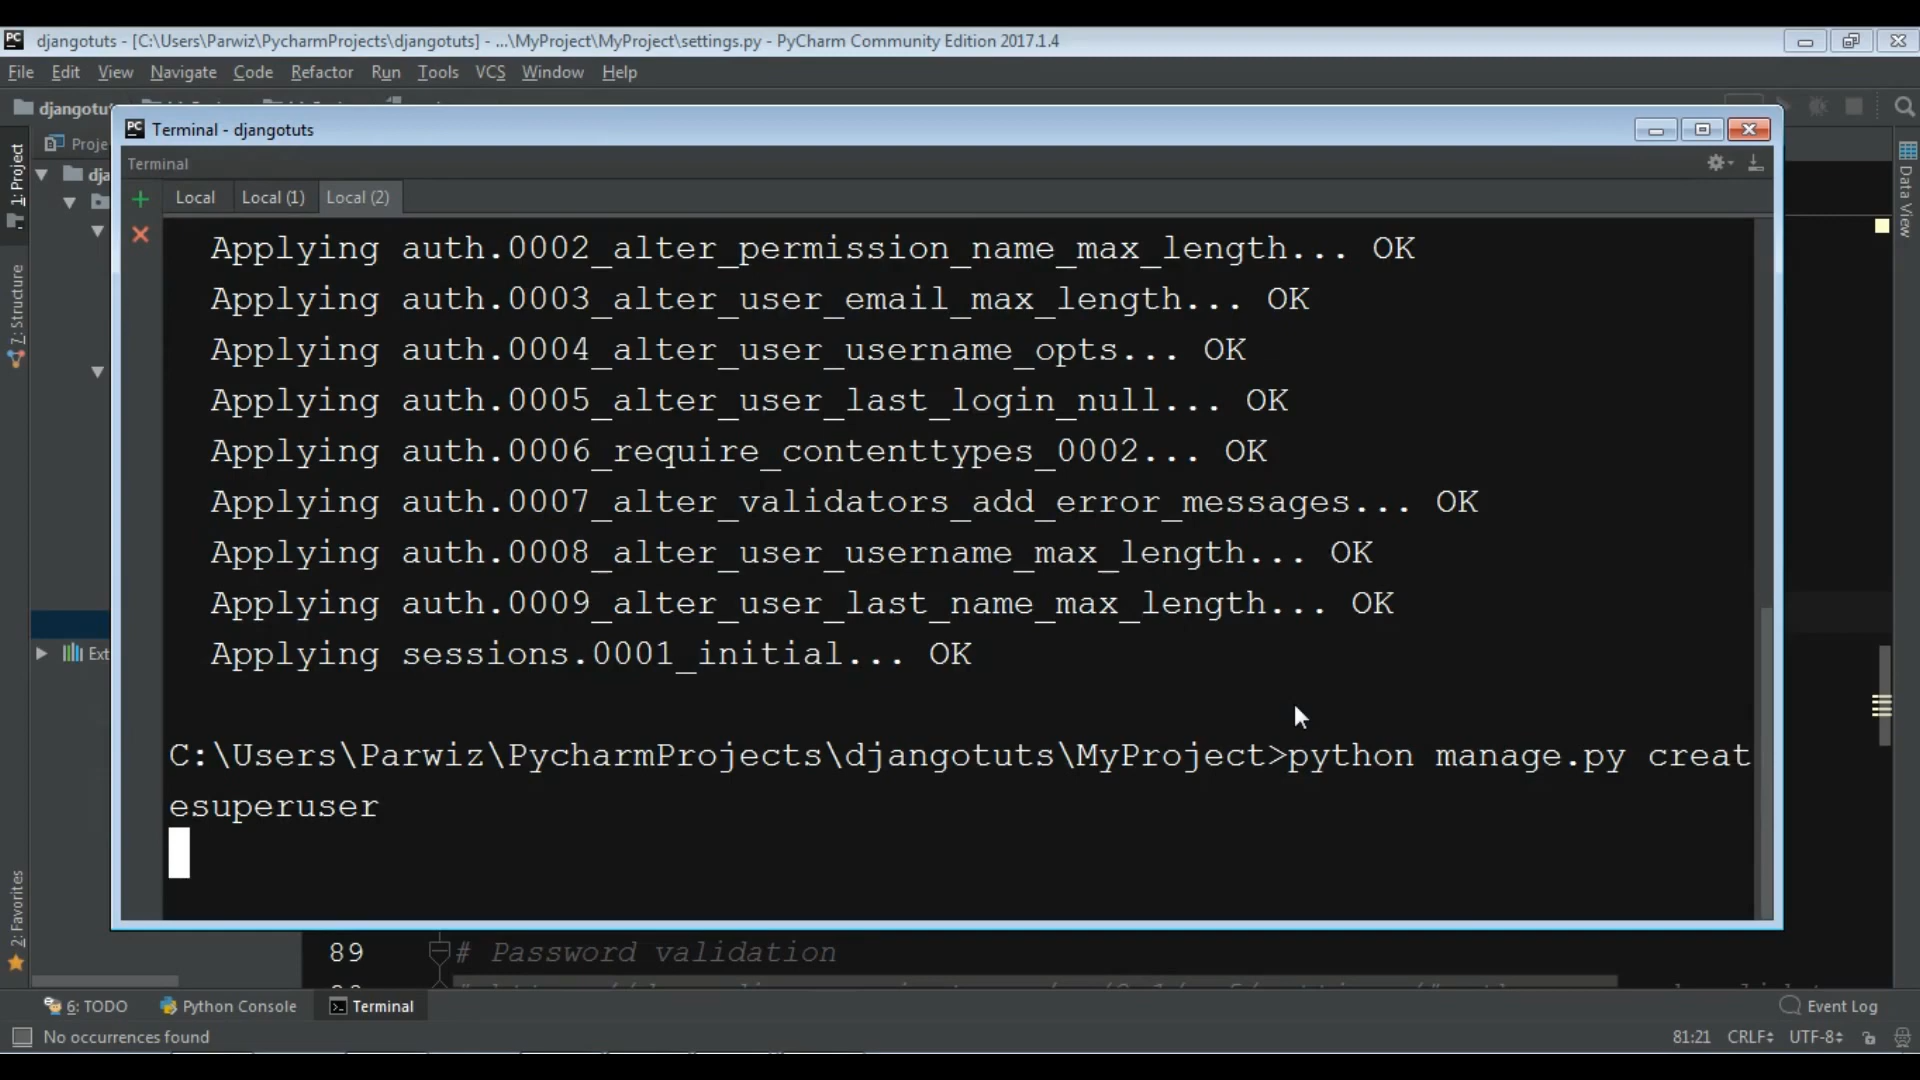 djangotuts - [C:\Users\Parwiz\PycharmProjects\djangotuts] - ...\MyProject\MyProject\settings.py - PyCharm Community Edition 2017.1.4
File Edit View Navigate Code Refactor Run Tools VCS Window Help
djangotu
Terminal - djangotuts
Proje
Terminal
dja
Local Local (1) Local (2)
1: Project
7: Structure
2: Favorites
Data View
Applying auth.0002_alter_permission_name_max_length... OK
Applying auth.0003_alter_user_email_max_length... OK
Applying auth.0004_alter_user_username_opts... OK
Applying auth.0005_alter_user_last_login_null... OK
Applying auth.0006_require_contenttypes_0002... OK
Applying auth.0007_alter_validators_add_error_messages... OK
Applying auth.0008_alter_user_username_max_length... OK
Applying auth.0009_alter_user_last_name_max_length... OK
Applying sessions.0001_initial... OK
Ext
C:\Users\Parwiz\PycharmProjects\djangotuts\MyProject>python manage.py creat
esuperuser
89 # Password validation
6: TODO Python Console Terminal Event Log
No occurrences found 81:21 CRLF UTF-8